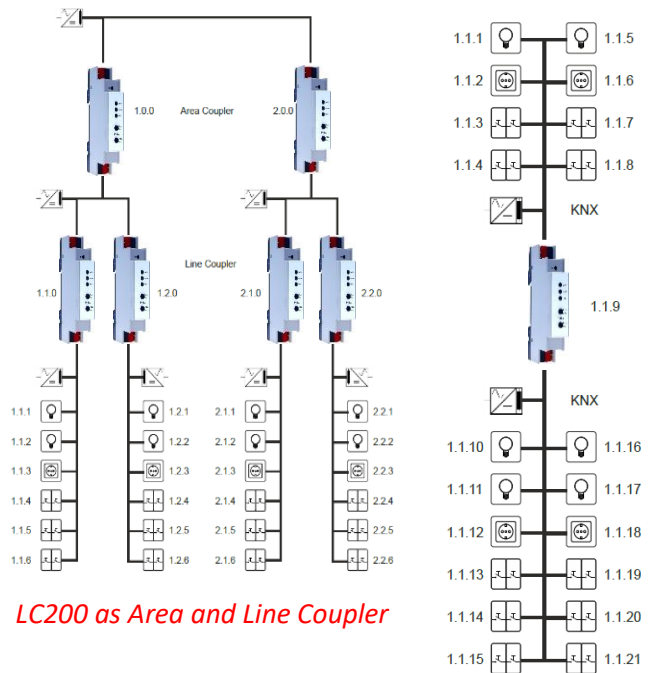 1.0.0 Area Coupler 2.0.0
Line Coupler
1.1.0 1.2.0 2.1.0 2.2.0
1.1.1 1.2.1 2.1.1 2.2.1
1.1.2 1.2.2 2.1.2 2.2.2
1.1.3 1.2.3 2.1.3 2.2.3
1.1.4 1.2.4 2.1.4 2.2.4
1.1.5 1.2.5 2.1.5 2.2.5
1.1.6 1.2.6 2.1.6 2.2.6
LC200 as Area and Line Coupler
1.1.1 1.1.5
1.1.2 1.1.6
1.1.3 1.1.7
1.1.4 1.1.8
KNX
1.1.9
KNX
1.1.10 1.1.16
1.1.11 1.1.17
1.1.12 1.1.18
1.1.13 1.1.19
1.1.14 1.1.20
1.1.15 1.1.21